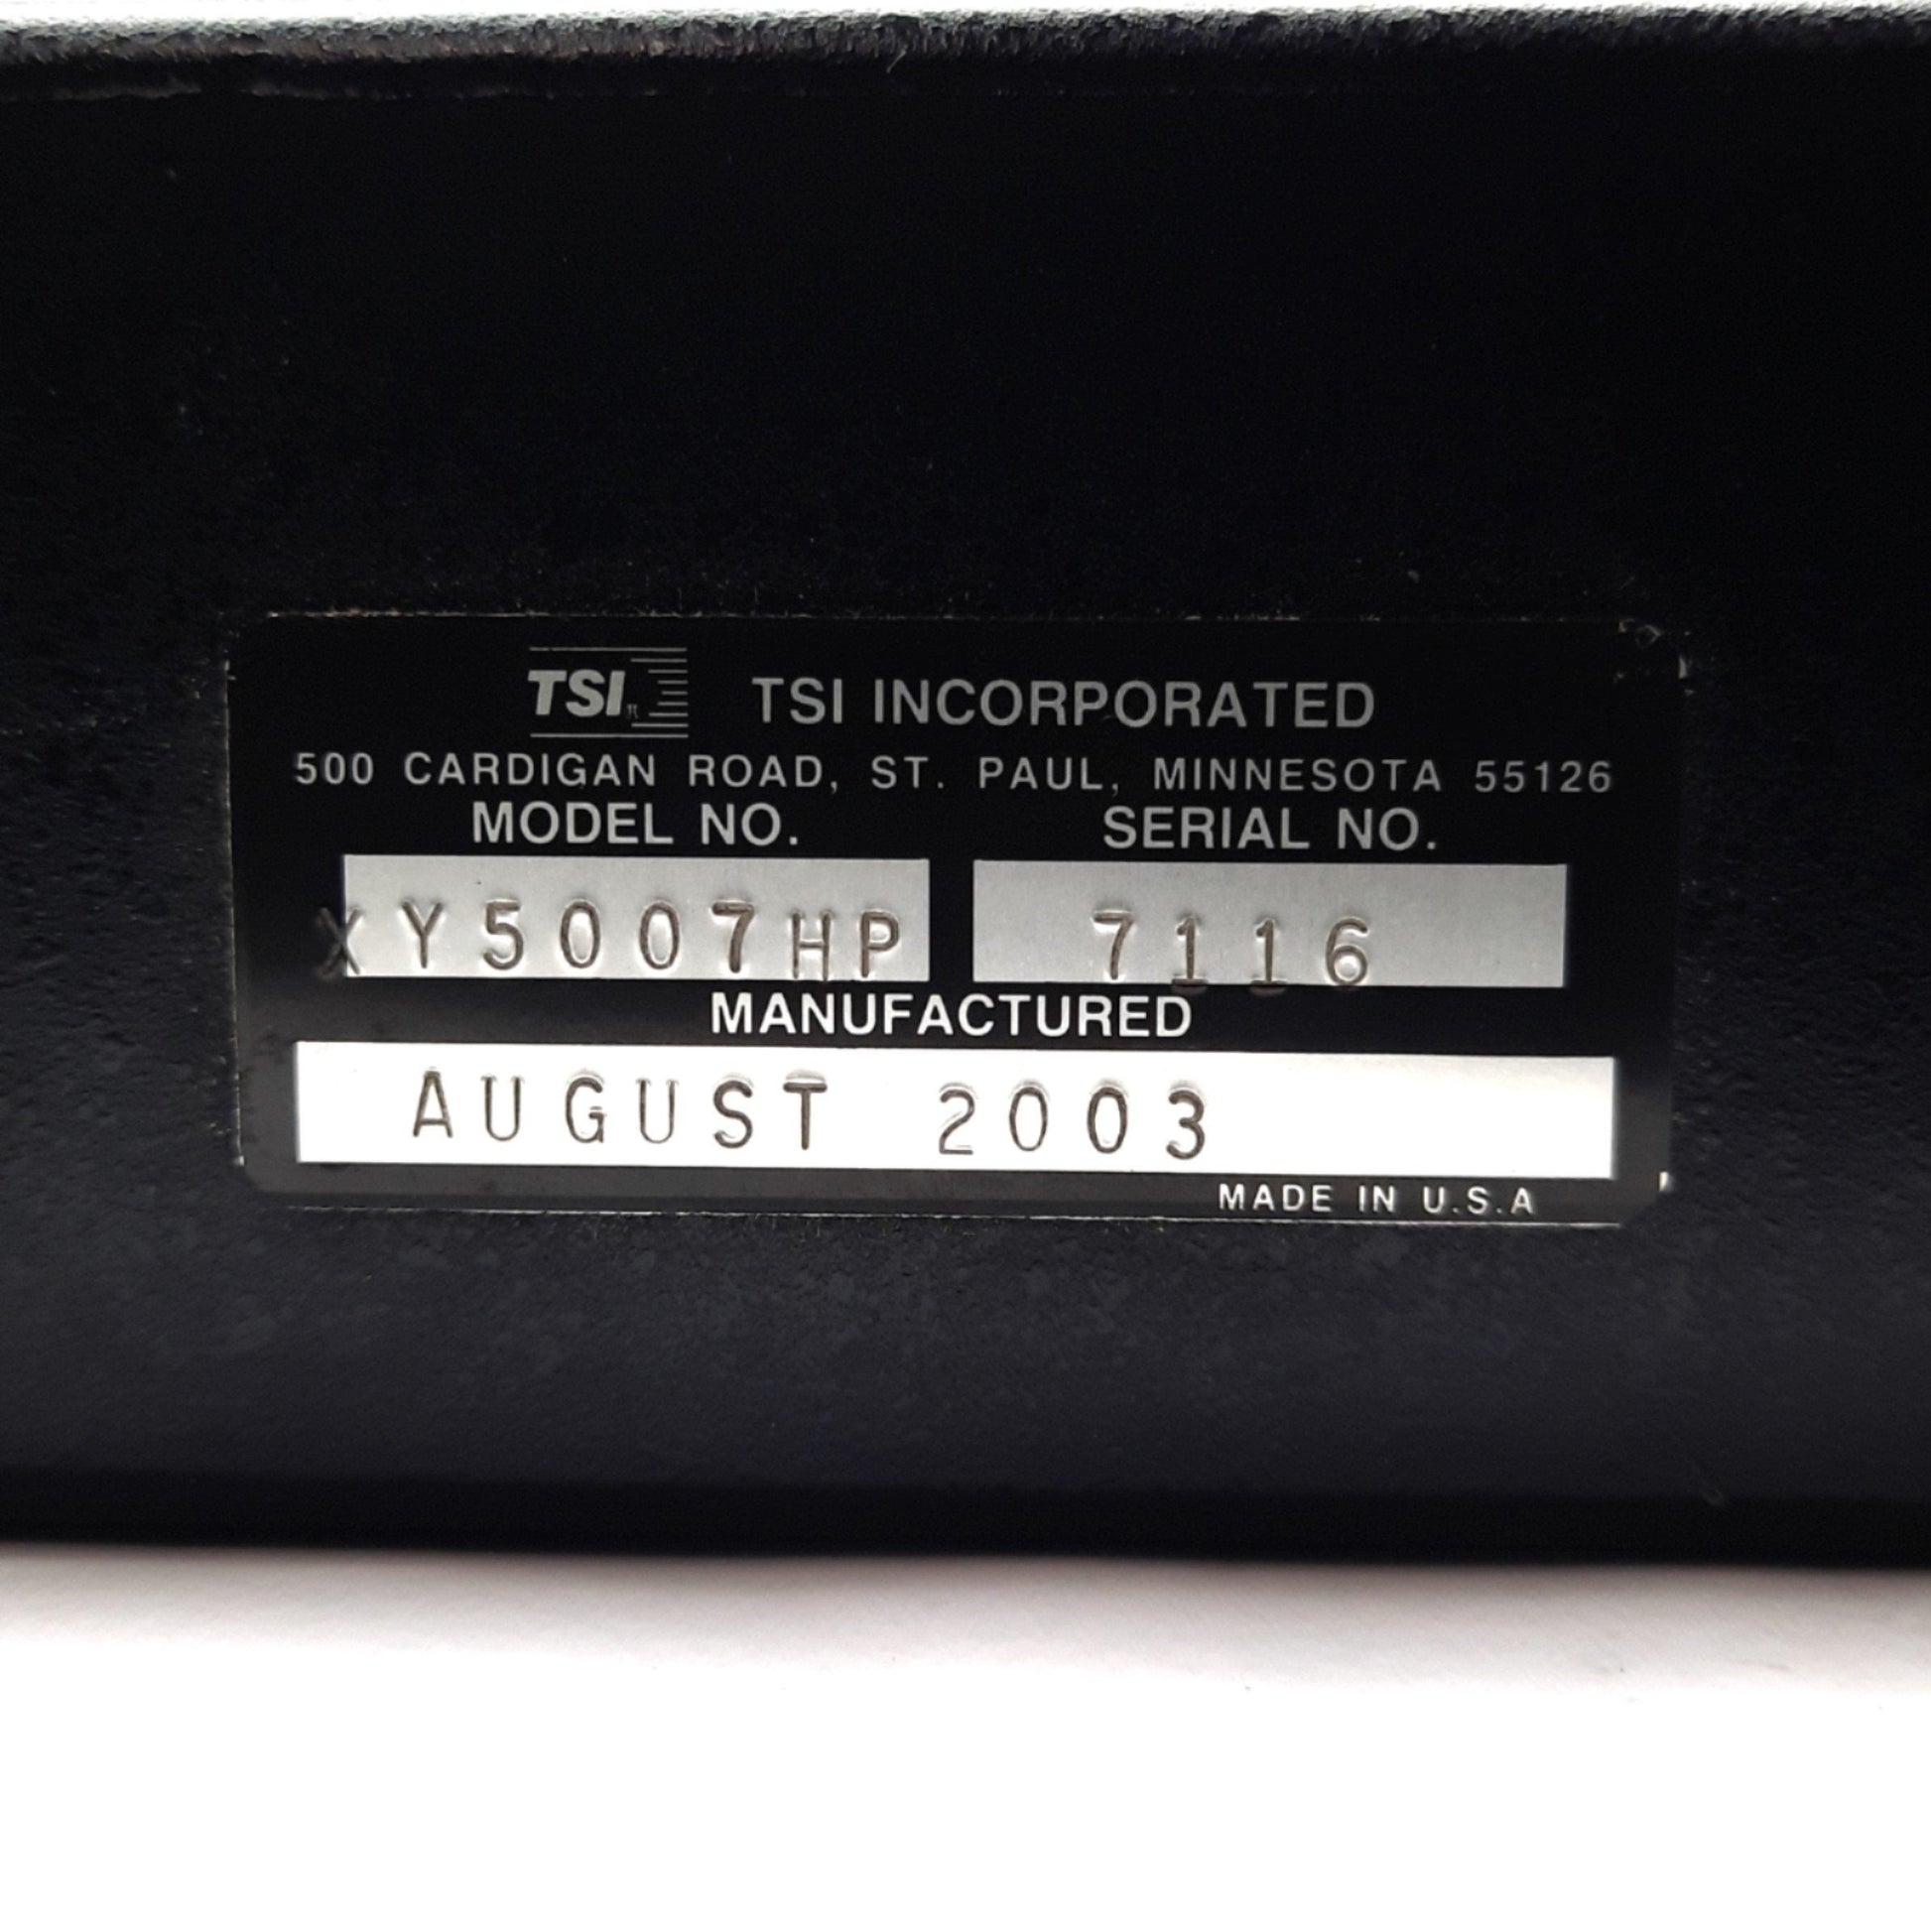 TSI TSI INCORPORATED
500 CARDIGAN ROAD, ST. PAUL, MINNESOTA 55126
MODEL NO. SERIAL NO.
XY5007HP 7116
MANUFACTURED
AUGUST 2003
MADE IN U.S.A